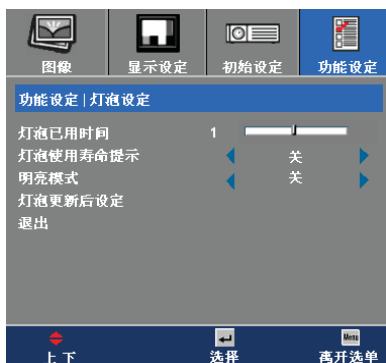 图像 显示设定 初始设定 功能设定
功能设定 | 灯泡设定
灯泡已用时间 1
灯泡使用寿命提示 关
明亮模式 关
灯泡更新后设定
退出
Menu
上下 选择 离开选单